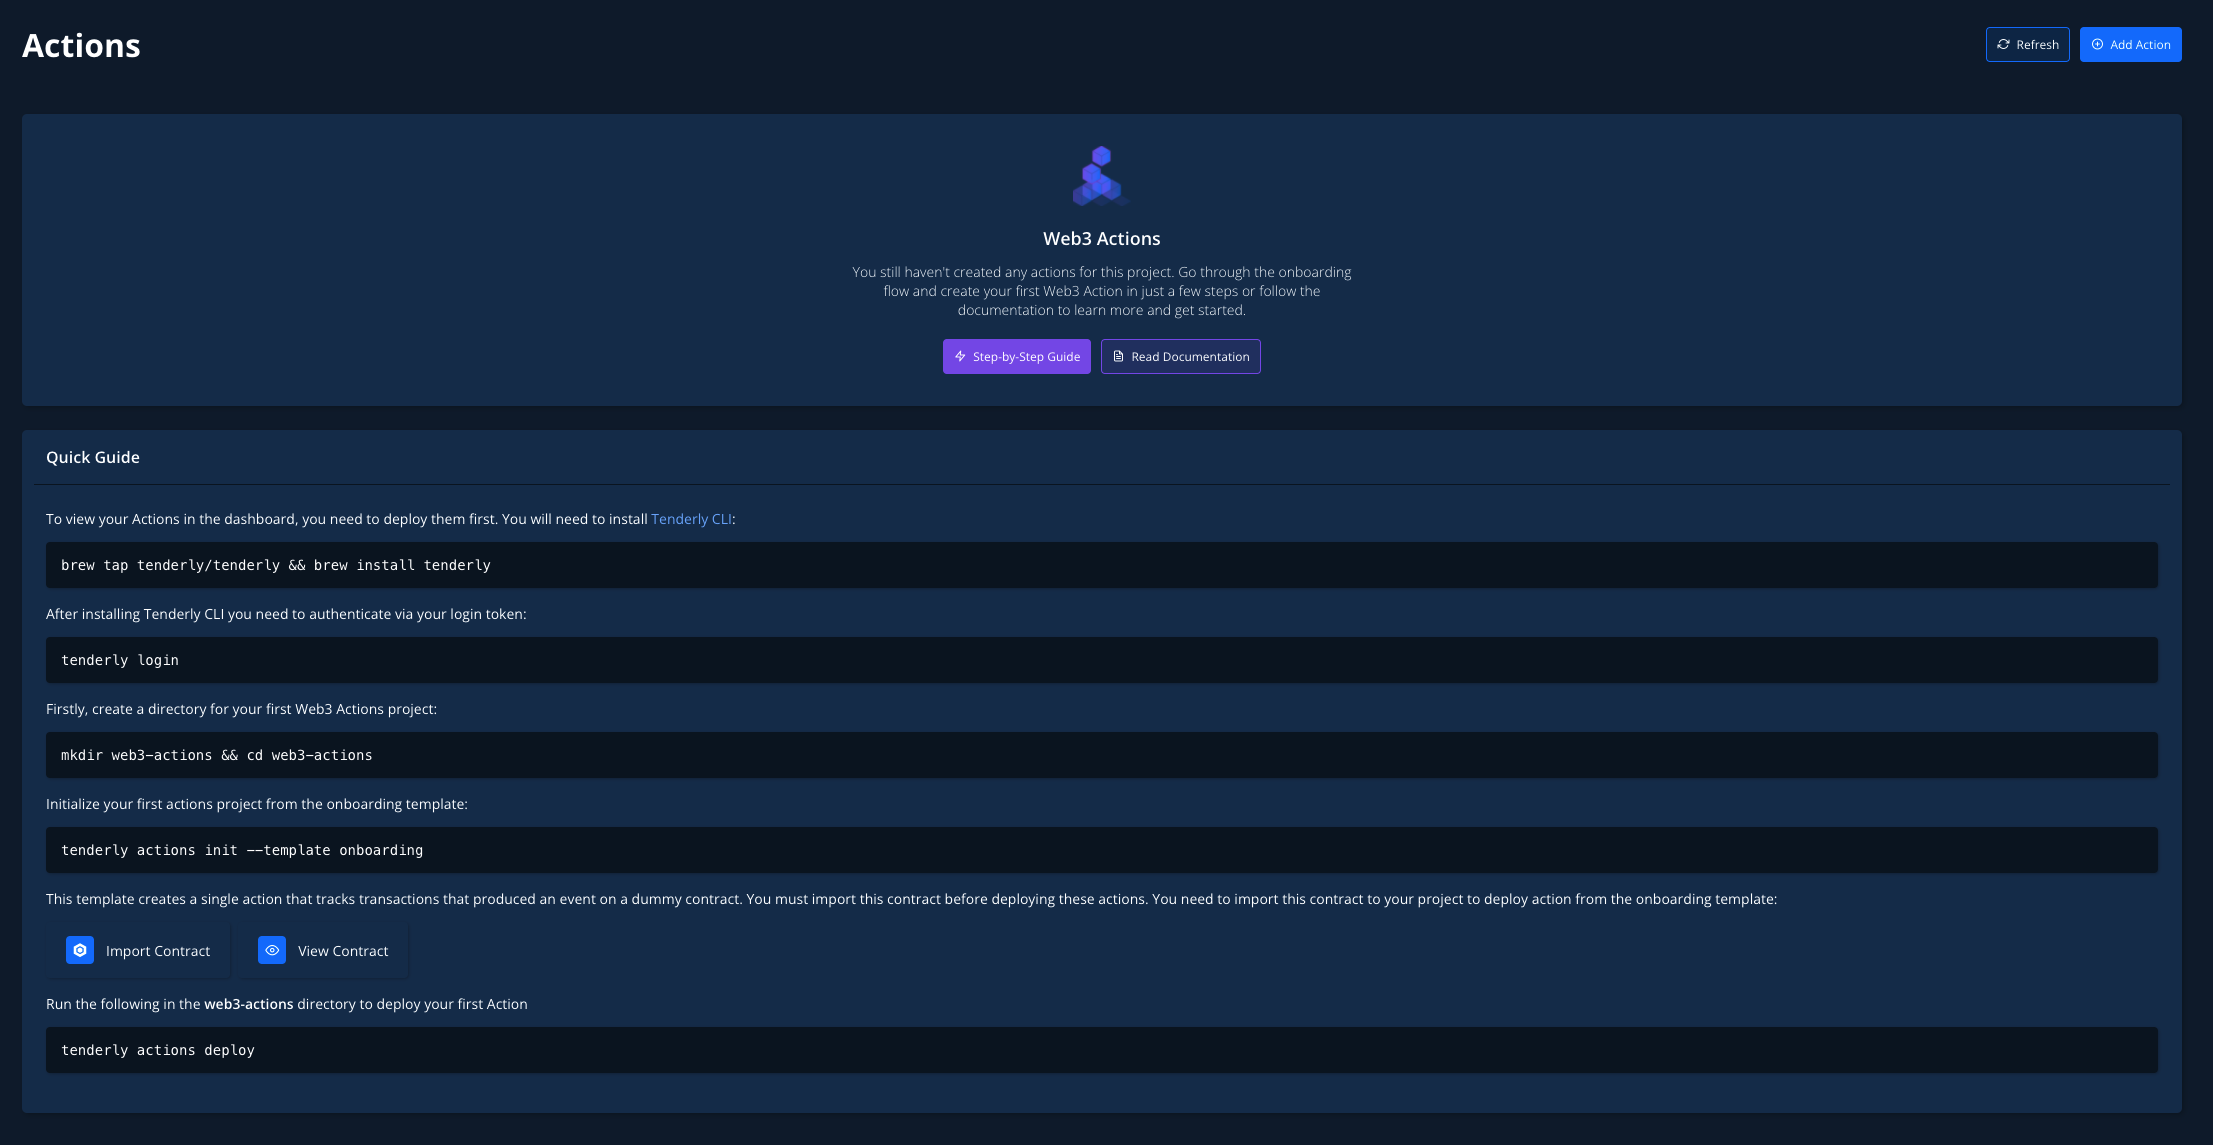 Actions
Refresh
Add Action
Web3 Actions
You still haven't created any actions for this project. Go through the onboarding
flow and create your first Web3 Action in just a few steps or follow the
documentation to learn more and get started.
Step-by-Step Guide
Read Documentation
Quick Guide
To view your Actions in the dashboard, you need to deploy them first. You will need to install Tenderly CLI:
brew tap tenderly/tenderly && brew install tenderly
After installing Tenderly CLI you need to authenticate via your login token:
tenderly login
Firstly, create a directory for your first Web3 Actions project:
mkdir web3-actions && cd web3-actions
Initialize your first actions project from the onboarding template:
tenderly actions init --template onboarding
This template creates a single action that tracks transactions that produced an event on a dummy contract. You must import this contract before deploying these actions. You need to import this contract to your project to deploy action from the onboarding template:
Import Contract
View Contract
Run the following in the web3-actions directory to deploy your first Action
tenderly actions deploy